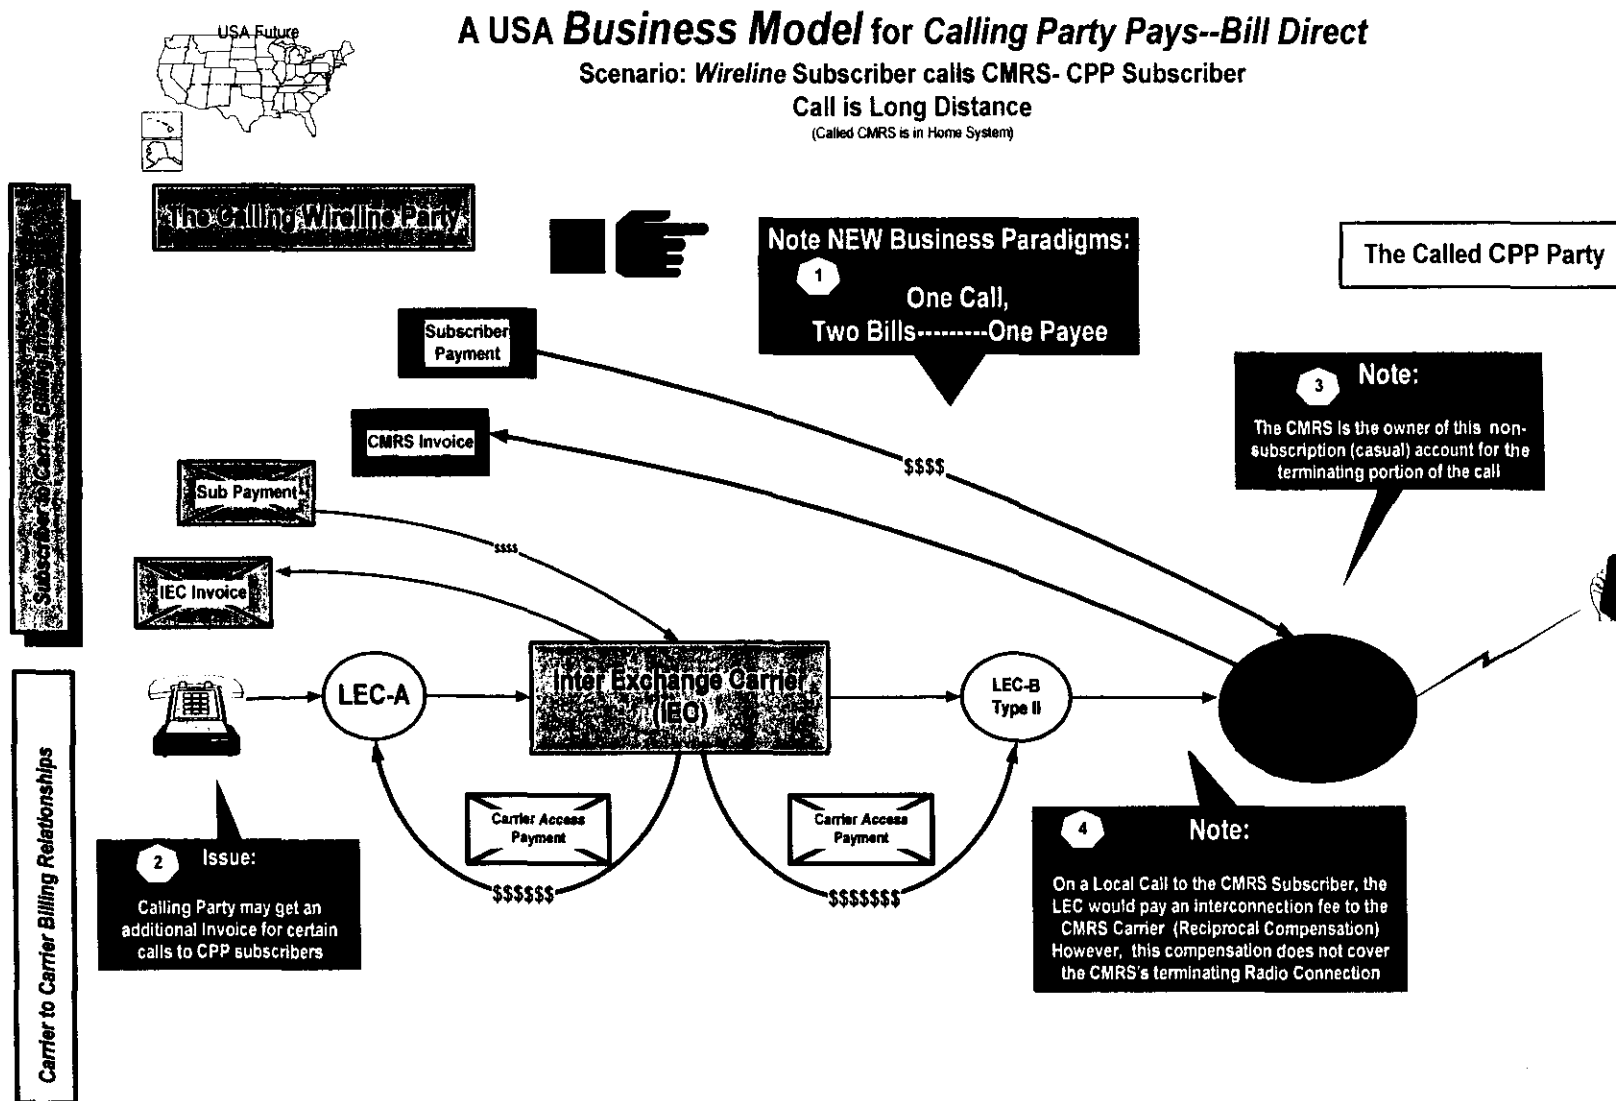 USA Future
A USA Business Model for Calling Party Pays--Bill Direct
Scenario: Wireline Subscriber calls CMRS- CPP Subscriber
Call is Long Distance
(Called CMRS is in Home System)
The Calling Wireline Party
Note NEW Business Paradigms:
1
One Call,
Two Bills---------One Payee
The Called CPP Party
Subscriber to Carrier Billing Interfaces
Subscriber
Payment
3 Note:
The CMRS is the owner of this non-
subscription (casual) account for the
terminating portion of the call
CMRS Invoice
$$$$
Sub Payment
$$$$
IEC Invoice
LEC-A
Inter Exchange Carrier
(IEC)
LEC-B
Type II
Carrier to Carrier Billing Relationships
Carrier Access
Payment
$$$$$$
Carrier Access
Payment
$$$$$$$
2 Issue:
Calling Party may get an
additional Invoice for certain
calls to CPP subscribers
4 Note:
On a Local Call to the CMRS Subscriber, the
LEC would pay an interconnection fee to the
CMRS Carrier (Reciprocal Compensation)
However, this compensation does not cover
the CMRS's terminating Radio Connection